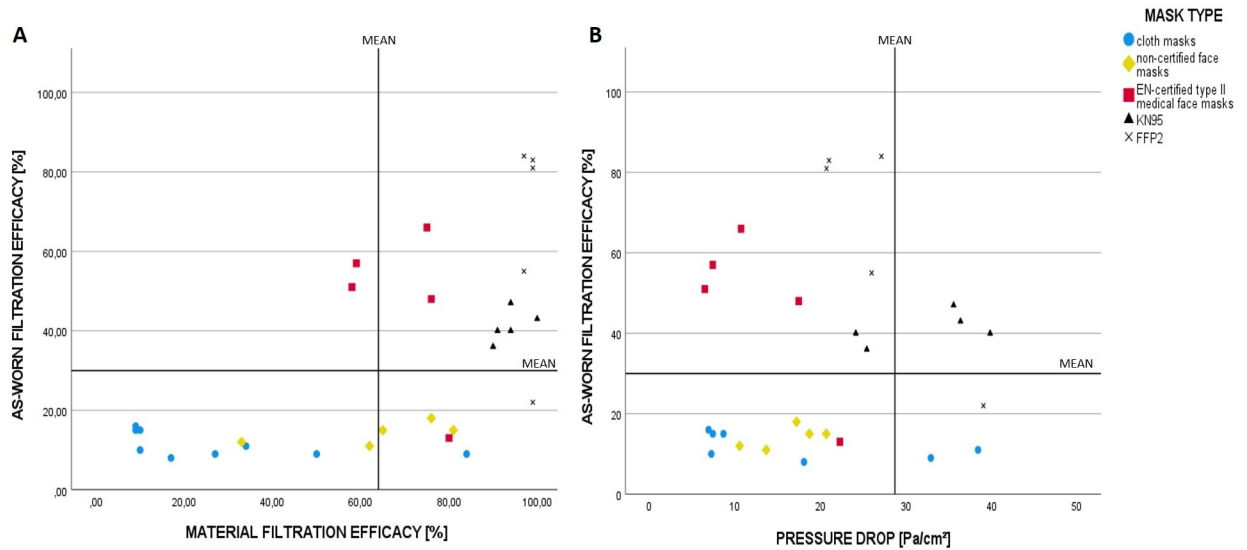 A
MEAN
100,00
80,00
60,00
40,00
20,00
,00
MEAN
AS-WORN FILTRATION EFFICACY [%]
,00
20,00
40,00
60,00
80,00
100,00
MATERIAL FILTRATION EFFICACY [%]
B
MEAN
100
80
60
40
20
0
MEAN
AS-WORN FILTRATION EFFICACY [%]
0
10
20
30
40
50
PRESSURE DROP [Pa/cm²]
MASK TYPE
cloth masks
non-certified face
masks
EN-certified type II
medical face masks
KN95
FFP2